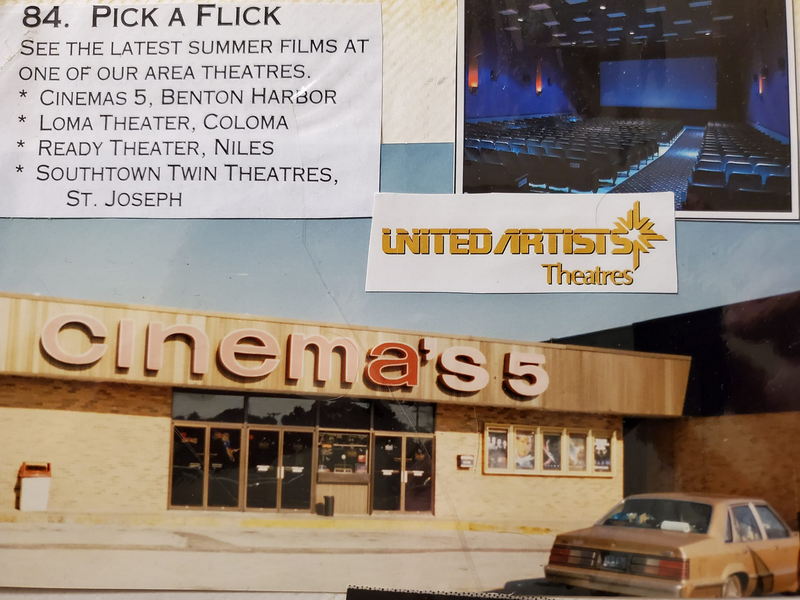 84. PICK A FLICK
SEE THE LATEST SUMMER FILMS AT
ONE OF OUR AREA THEATRES.
* CINEMAS 5, BENTON HARBOR
* LOMA THEATER, COLOMA
* READY THEATER, NILES
* SOUTHTOWN TWIN THEATRES,
ST. JOSEPH
UNITED ARTISTS
Theatres
cinema's 5